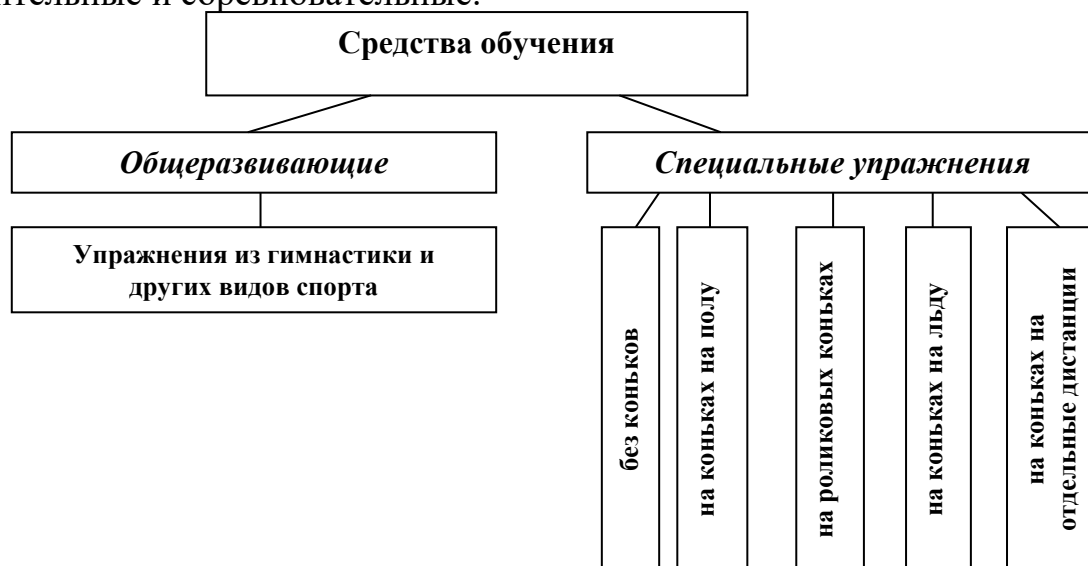 и соревновательные.
Средства обучения
Общеразвивающие
Специальные упражнения
Упражнения из гимнастики и
других видов спорта
без коньков
на коньках на полу
на роликовых коньках
на коньках на льду
на коньках на
отдельные дистанции